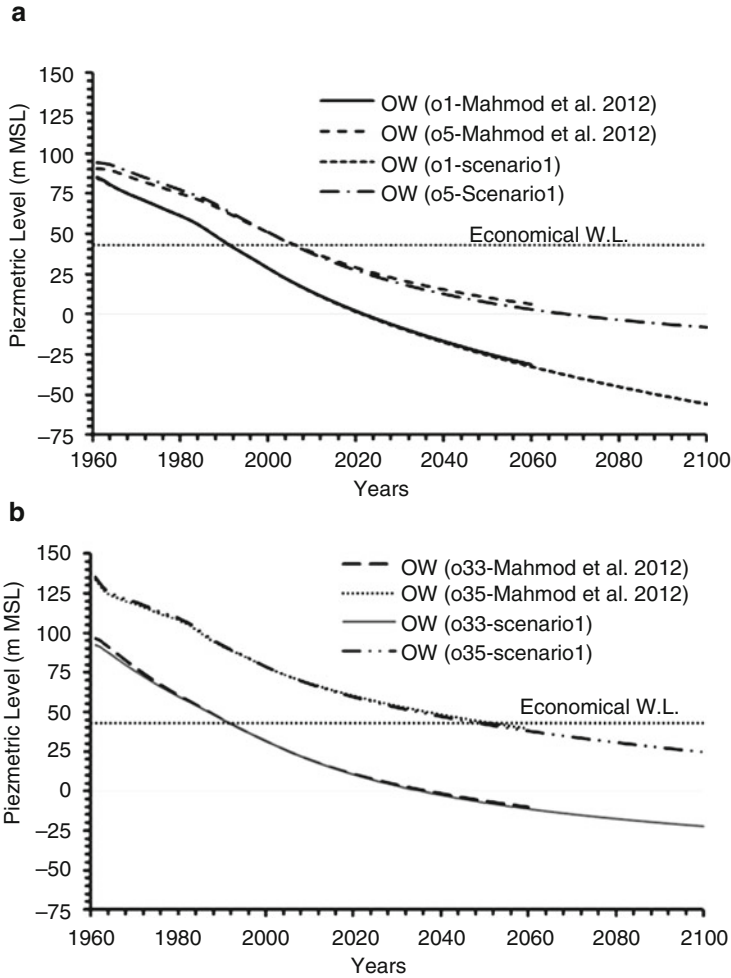 a
150
125
100
75
50
25
0
−25
−50
−75
Piezmetric Level (m MSL)
OW (o1-Mahmod et al. 2012)
OW (o5-Mahmod et al. 2012)
OW (o1-scenario1)
OW (o5-Scenario1)
Economical W.L.
1960 1980 2000 2020 2040 2060 2080 2100
Years
b
150
125
100
75
50
25
0
−25
−50
−75
Piezmetric Level (m MSL)
OW (o33-Mahmod et al. 2012)
OW (o35-Mahmod et al. 2012)
OW (o33-scenario1)
OW (o35-scenario1)
Economical W.L.
1960 1980 2000 2020 2040 2060 2080 2100
Years